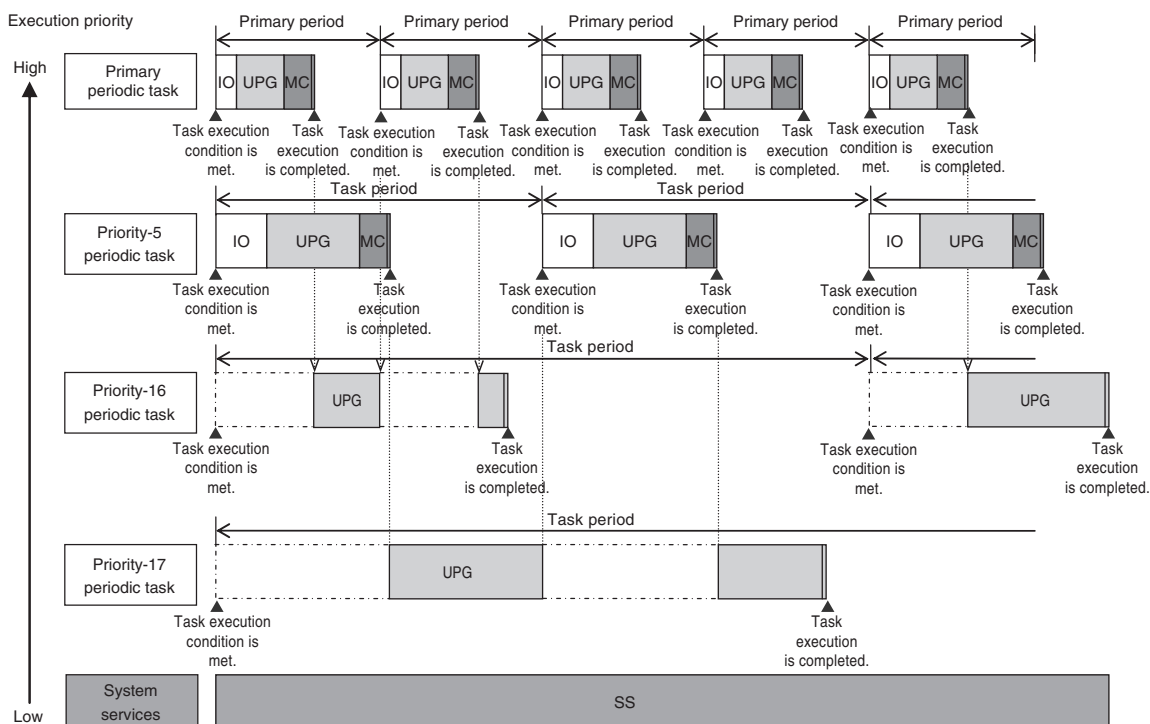 Execution priority
High
Low
Primary period
Primary period
Primary period
Primary period
Primary period
Primary
periodic task
IO
UPG
MC
IO
UPG
MC
IO
UPG
MC
IO
UPG
MC
IO
UPG
MC
Task execution
condition is
met.
Task
execution
is completed.
Task execution
condition is
met.
Task
execution
is completed.
Task execution
condition is
met.
Task
execution
is completed.
Task execution
condition is
met.
Task
execution
is completed.
Task execution
condition is
met.
Task
execution
is completed.
Task period
Task period
Priority-5
periodic task
IO
UPG
MC
IO
UPG
MC
IO
UPG
MC
Task execution
condition is
met.
Task
execution
is completed.
Task execution
condition is
met.
Task
execution
is completed.
Task execution
condition is
met.
Task
execution
is completed.
Task period
Priority-16
periodic task
UPG
UPG
Task execution
condition is
met.
Task
execution
is completed.
Task execution
condition is
met.
Task
execution
is completed.
Task period
Priority-17
periodic task
UPG
Task execution
condition is
met.
Task
execution
is completed.
System
services
SS